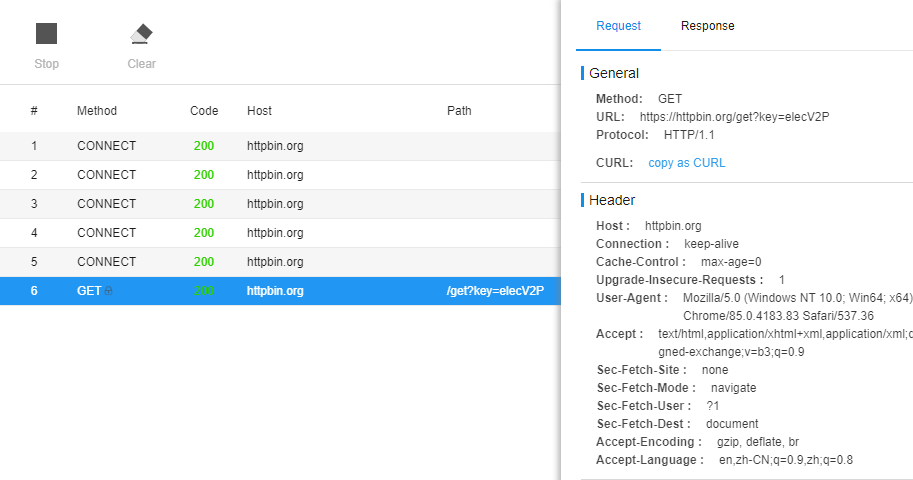 Stop Clear
# Method Code Host Path
1 CONNECT 200 httpbin.org
2 CONNECT 200 httpbin.org
3 CONNECT 200 httpbin.org
4 CONNECT 200 httpbin.org
5 CONNECT 200 httpbin.org
6 GET 200 httpbin.org /get?key=elecV2P
Request Response
General
Method: GET
URL: https://httpbin.org/get?key=elecV2P
Protocol: HTTP/1.1
CURL: copy as CURL
Header
Host : httpbin.org
Connection : keep-alive
Cache-Control : max-age=0
Upgrade-Insecure-Requests : 1
User-Agent : Mozilla/5.0 (Windows NT 10.0; Win64; x64)
Chrome/85.0.4183.83 Safari/537.36
Accept : text/html,application/xhtml+xml,application/xml;
gned-exchange;v=b3;q=0.9
Sec-Fetch-Site : none
Sec-Fetch-Mode : navigate
Sec-Fetch-User : ?1
Sec-Fetch-Dest : document
Accept-Encoding : gzip, deflate, br
Accept-Language : en,zh-CN;q=0.9,zh;q=0.8